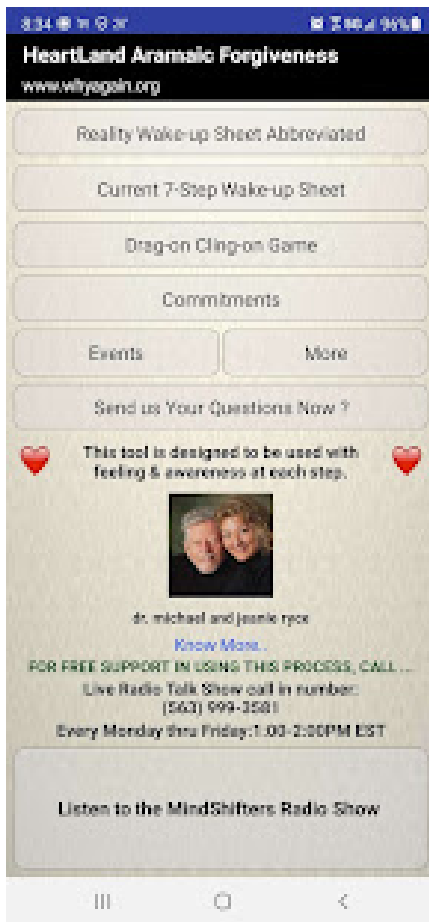 8:34
96%
HeartLand Aramaic Forgiveness
www.whyagain.org
Reality Wake-up Sheet Abbreviated
Current 7-Step Wake-up Sheet
Drag-on Cling-on Game
Commitments
Events More
Send us Your Questions Now ?
This tool is designed to be used with
feeling & awareness at each step.
dr. michael and jeanie ryce
Know More..
FOR FREE SUPPORT IN USING THIS PROCESS, CALL ...
Live Radio Talk Show call in number:
(563) 999-3581
Every Monday thru Friday:1:00-2:00PM EST
Listen to the MindShifters Radio Show